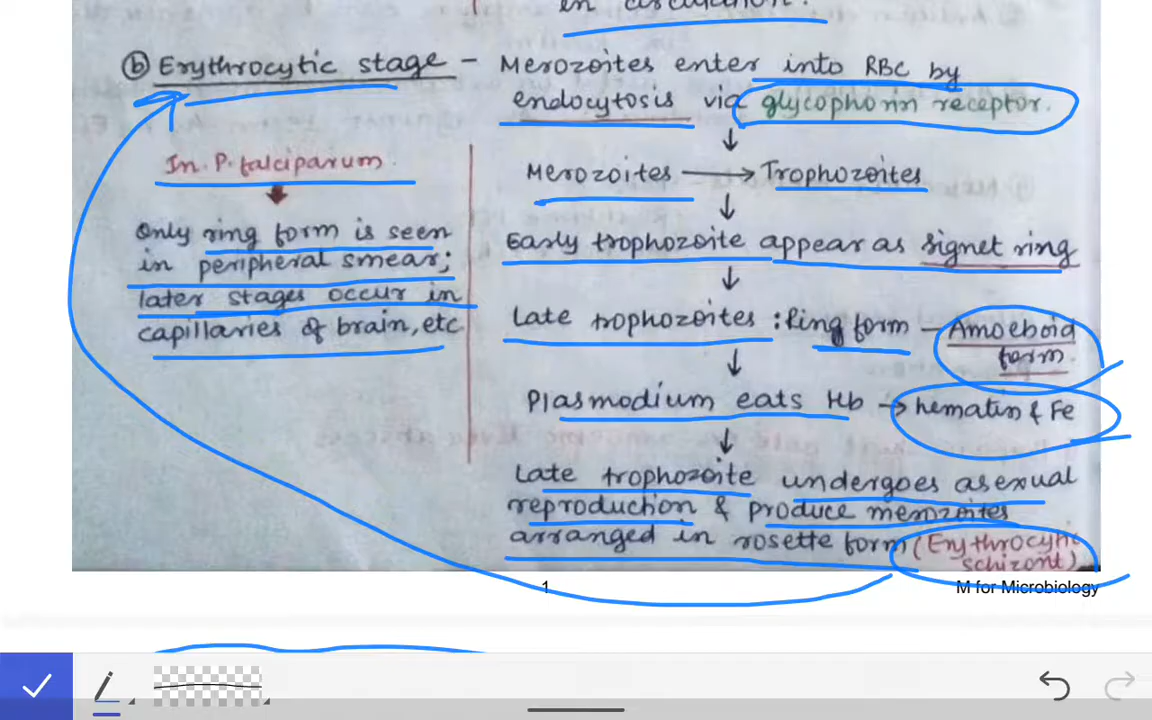 in circulation.
ⓑ Erythrocytic stage - Merozoites enter into RBC by
endocytosis via glycophorin receptor.
↓
Merozoites → Trophozoites
↓
Early trophozoite appear as signet ring
↓
Late trophozoites : Ring form - Amoeboid
form.
↓
Plasmodium eats Hb → hematin & Fe
↓
Late trophozoite undergoes asexual
reproduction & produce merozoites
arranged in rosette form (Erythrocytic
schizont)
In P. falciparum
Only ring form is seen
in peripheral smear;
later stages occur in
capillaries of brain, etc
1
M for Microbiology